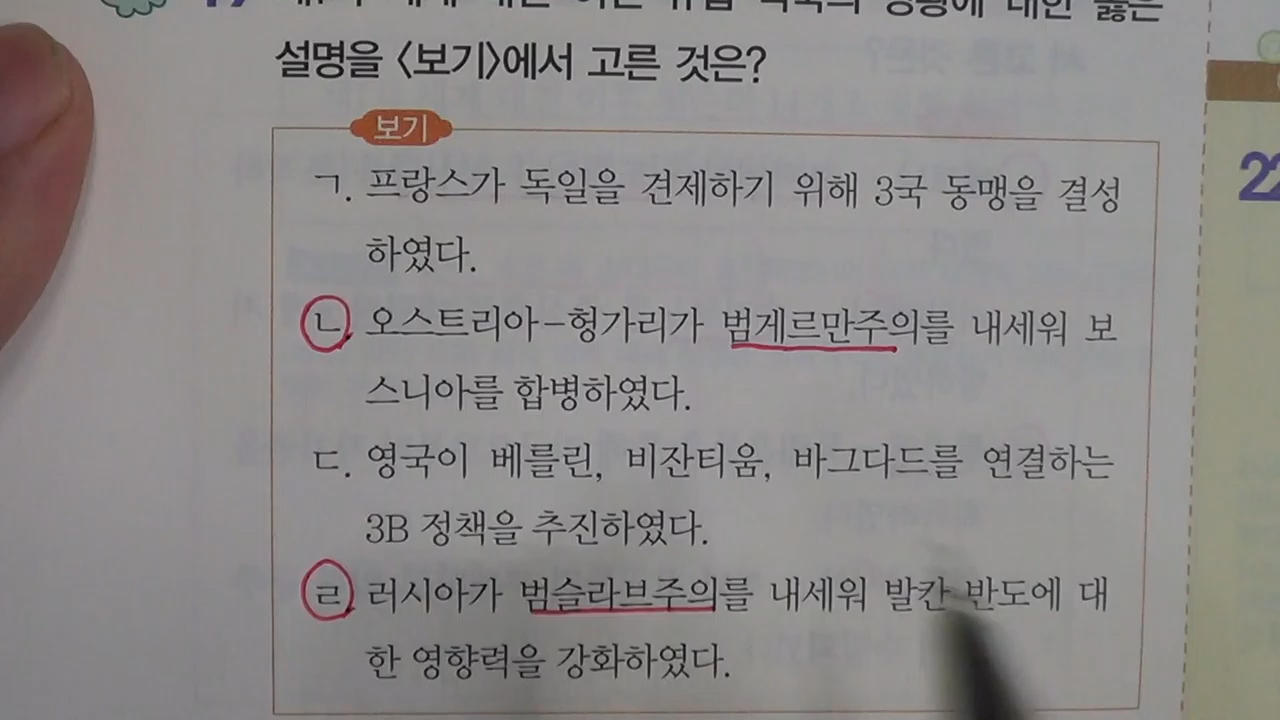 설명을 〈보기〉에서 고른 것은?
보기
ㄱ. 프랑스가 독일을 견제하기 위해 3국 동맹을 결성
하였다.
ㄴ. 오스트리아-헝가리가 범게르만주의를 내세워 보
스니아를 합병하였다.
ㄷ. 영국이 베를린, 비잔티움, 바그다드를 연결하는
3B 정책을 추진하였다.
ㄹ. 러시아가 범슬라브주의를 내세워 발칸 반도에 대
한 영향력을 강화하였다.